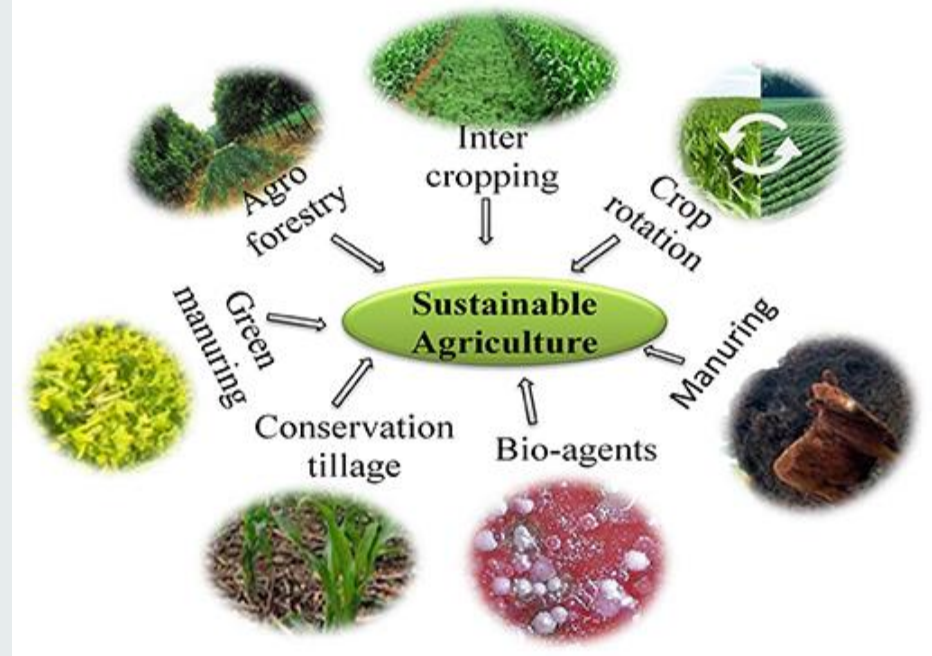 Inter
cropping
Agro
forestry
Crop
rotation
Sustainable
Agriculture
Green
manuring
Manuring
Conservation
tillage
Bio-agents